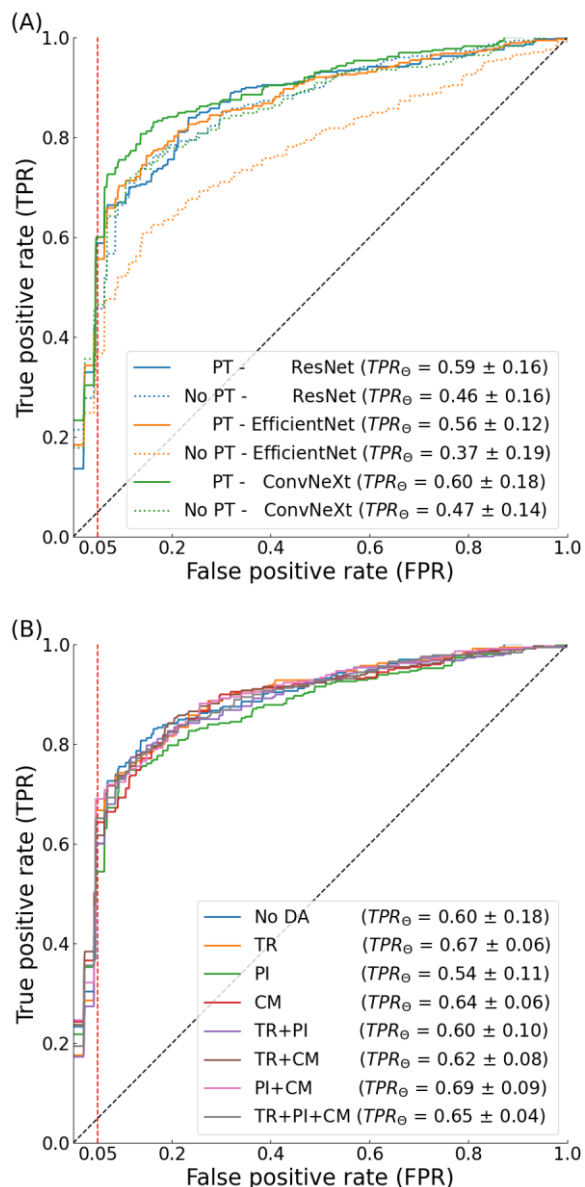 (A)
1.0
0.8
0.6
0.4
0.2
0.0
True positive rate (TPR)
PT - ResNet (TPR_Θ = 0.59 ± 0.16)
No PT - ResNet (TPR_Θ = 0.46 ± 0.16)
PT - EfficientNet (TPR_Θ = 0.56 ± 0.12)
No PT - EfficientNet (TPR_Θ = 0.37 ± 0.19)
PT - ConvNeXt (TPR_Θ = 0.60 ± 0.18)
No PT - ConvNeXt (TPR_Θ = 0.47 ± 0.14)
0.05 0.2 0.4 0.6 0.8 1.0
False positive rate (FPR)
(B)
1.0
0.8
0.6
0.4
0.2
0.0
True positive rate (TPR)
No DA (TPR_Θ = 0.60 ± 0.18)
TR (TPR_Θ = 0.67 ± 0.06)
PI (TPR_Θ = 0.54 ± 0.11)
CM (TPR_Θ = 0.64 ± 0.06)
TR+PI (TPR_Θ = 0.60 ± 0.10)
TR+CM (TPR_Θ = 0.62 ± 0.08)
PI+CM (TPR_Θ = 0.69 ± 0.09)
TR+PI+CM (TPR_Θ = 0.65 ± 0.04)
0.05 0.2 0.4 0.6 0.8 1.0
False positive rate (FPR)